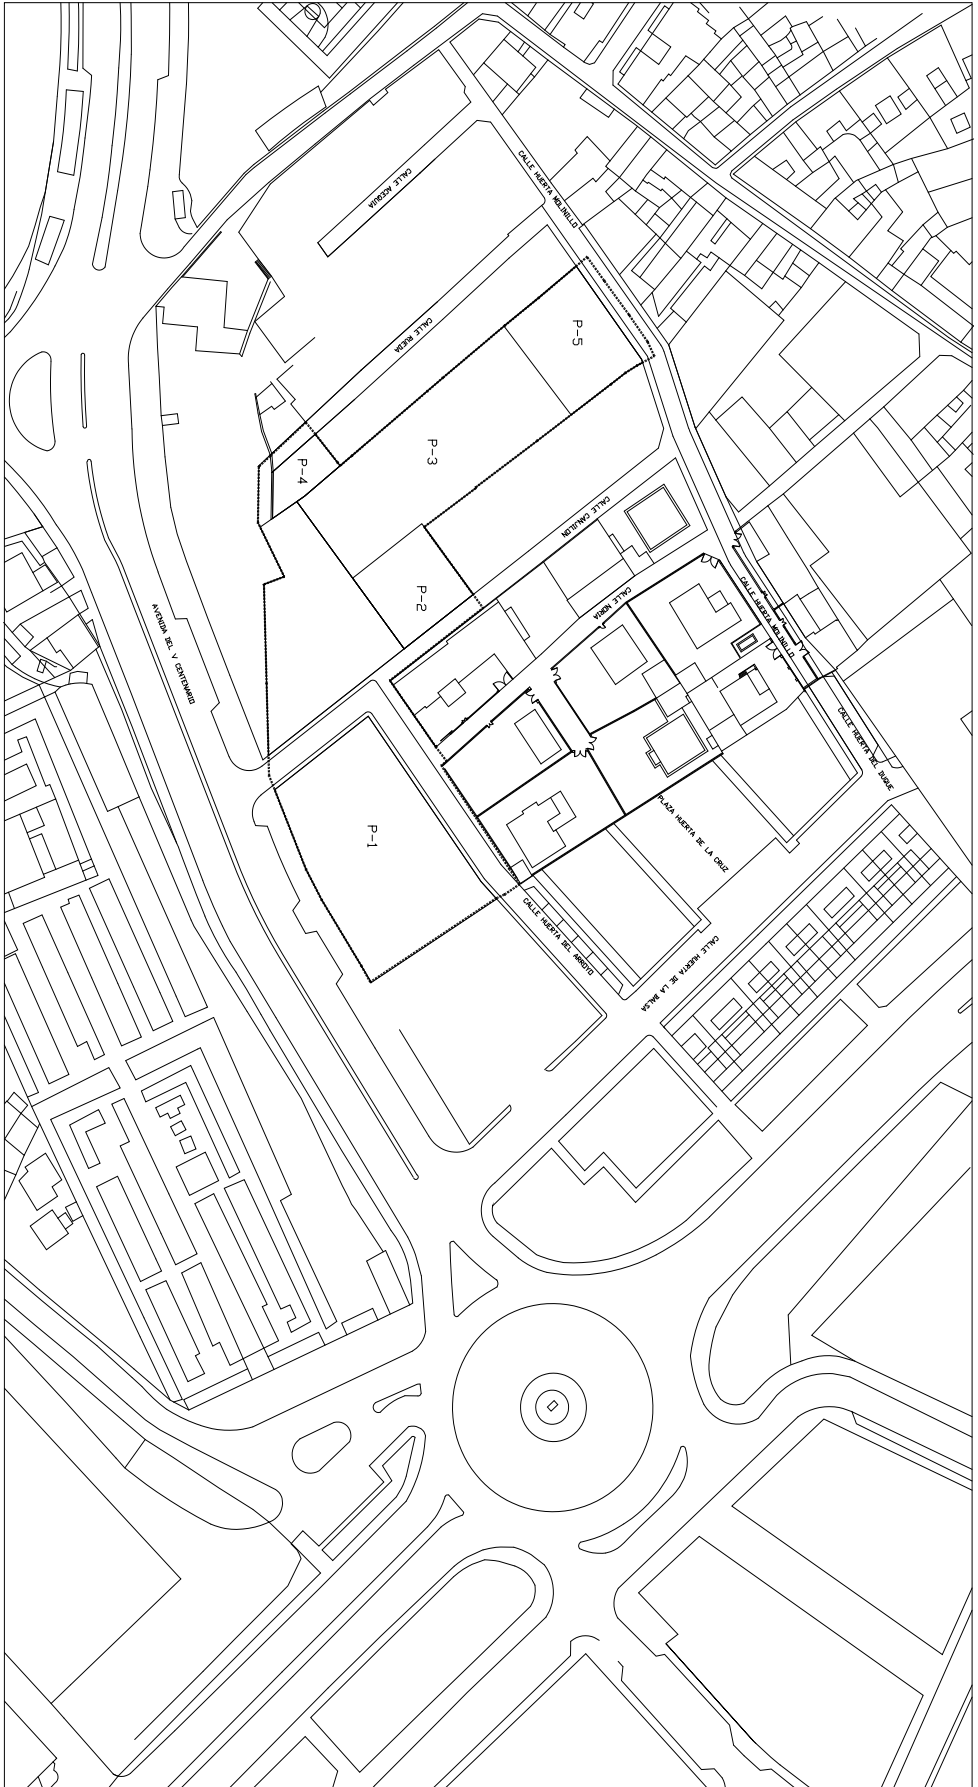 CALLE HUERTA MOLINILLO
CALLE ACEQUIA
CALLE RUEDA
P-5
P-3
P-4
CALLE CANJILON
P-2
CALLE NORIA
CALLE HUERTA MOLINILLO
AVENIDA DEL V CENTENARIO
CALLE HUERTA DEL DUQUE
P-1
PLAZA HUERTA DE LA CRUZ
CALLE HUERTA DEL ARROYO
CALLE HUERTA DE LA BALSA